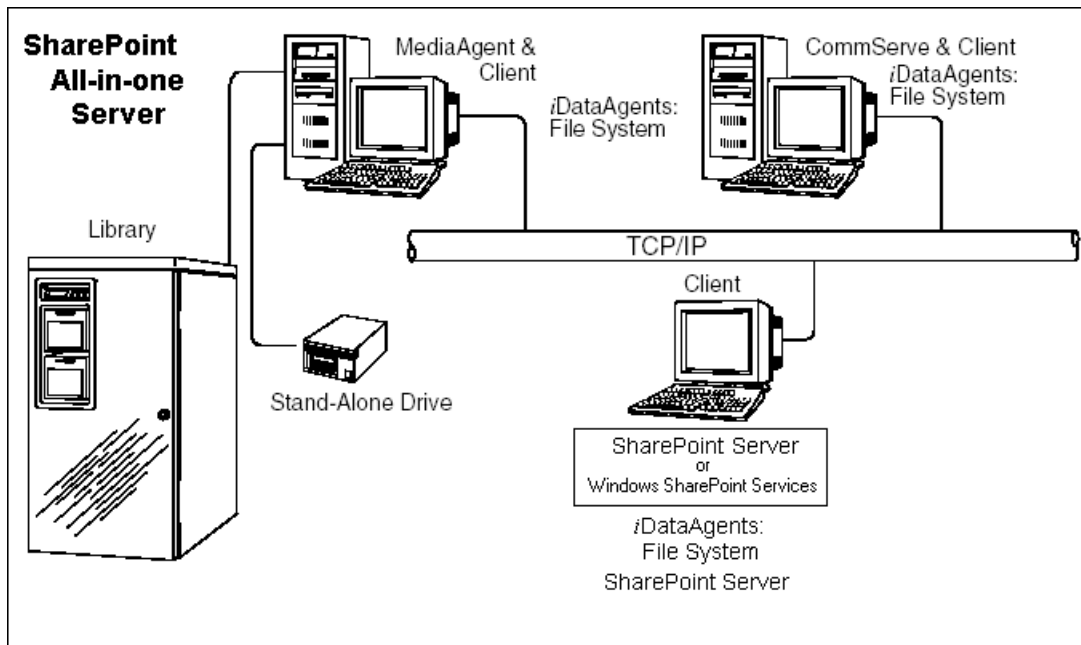 SharePoint
All-in-one
Server
MediaAgent &
Client
iDataAgents:
File System
CommServe & Client
iDataAgents:
File System
Library
TCP/IP
Client
Stand-Alone Drive
SharePoint Server
or
Windows SharePoint Services
iDataAgents:
File System
SharePoint Server